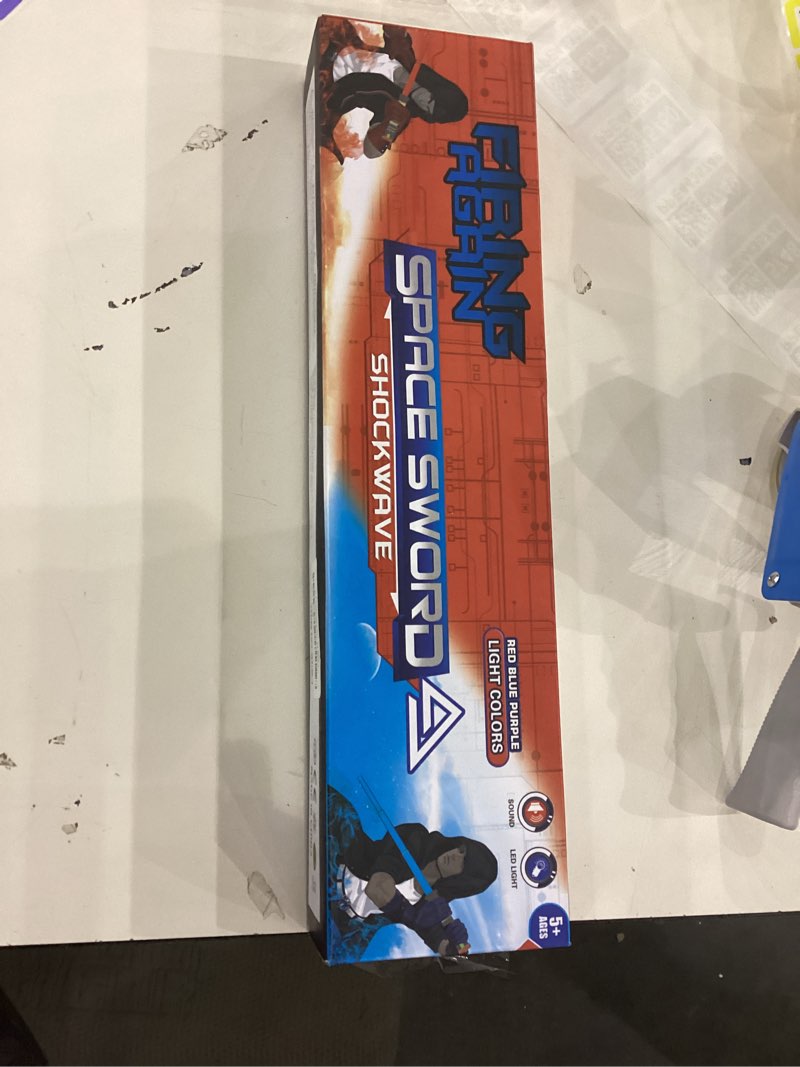 FIRING
AGAIN
SPACE SWORD
SHOCKWAVE
RED BLUE PURPLE
LIGHT COLORS
SOUND
LED LIGHT
5+
AGES